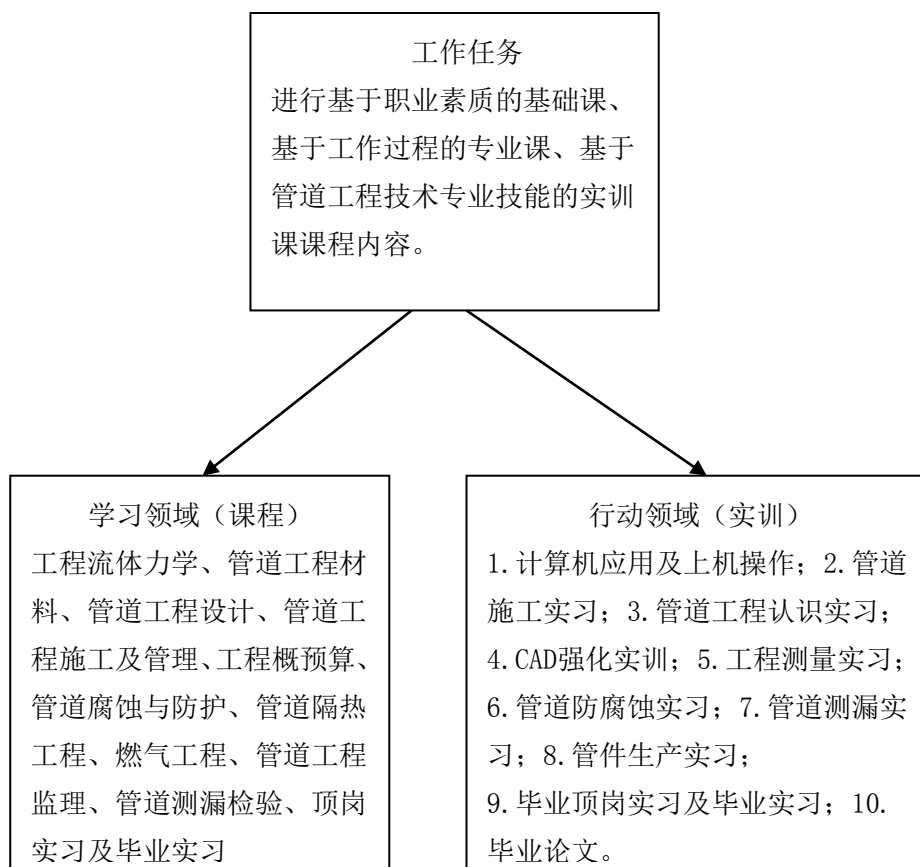 工作任务
进行基于职业素质的基础课、
基于工作过程的专业课、基于
管道工程技术专业技能的实训
课课程内容。
学习领域（课程）
工程流体力学、管道工程材
料、管道工程设计、管道工
程施工及管理、工程概预算、
管道腐蚀与防护、管道隔热
工程、燃气工程、管道工程
监理、管道测漏检验、顶岗
实习及毕业实习
行动领域（实训）
1.计算机应用及上机操作；2.管道
施工实习；3.管道工程认识实习；
4.CAD强化实训；5.工程测量实习；
6.管道防腐蚀实习；7.管道测漏实
习；8.管件生产实习；
9.毕业顶岗实习及毕业实习；10.
毕业论文。